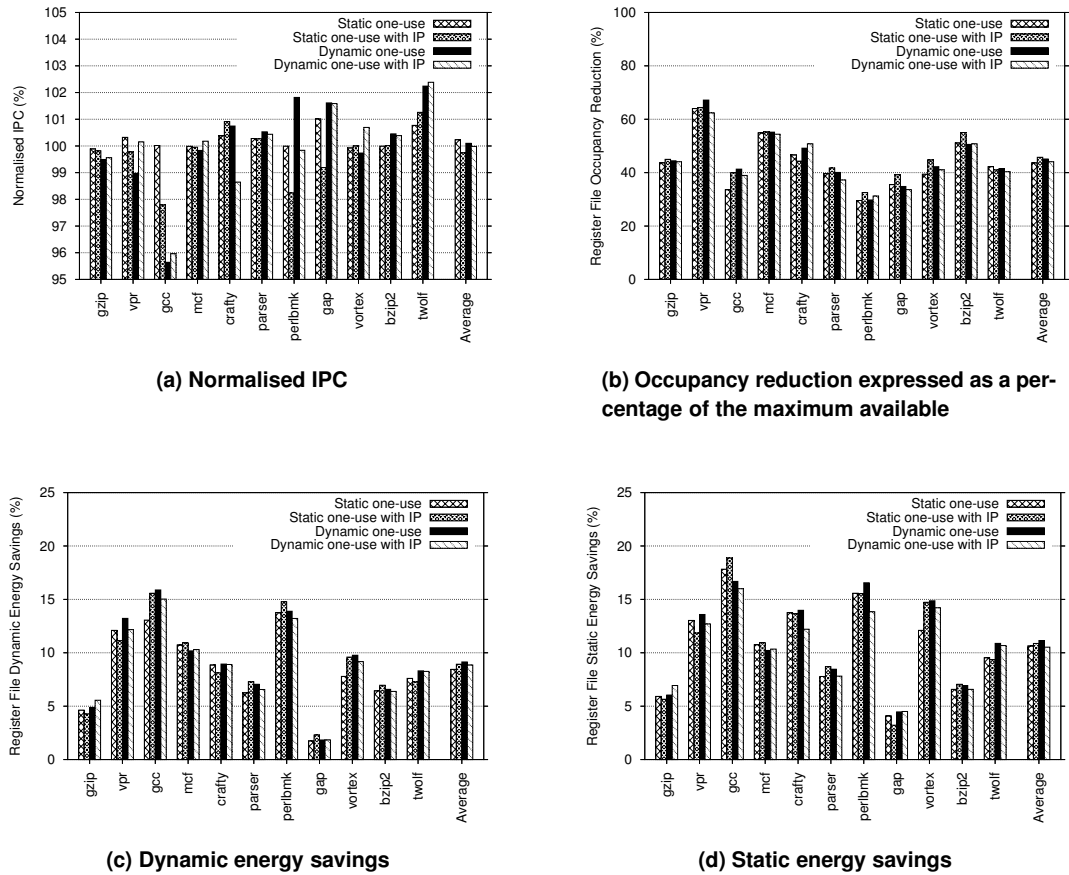 105
104
103
102
101
100
99
98
97
96
95
Normalised IPC (%)
Static one-use
Static one-use with IP
Dynamic one-use
Dynamic one-use with IP
gzip
vpr
gcc
mcf
crafty
parser
perlbmk
gap
vortex
bzip2
twolf
Average
(a) Normalised IPC
100
80
60
40
20
0
Register File Occupancy Reduction (%)
Static one-use
Static one-use with IP
Dynamic one-use
Dynamic one-use with IP
gzip
vpr
gcc
mcf
crafty
parser
perlbmk
gap
vortex
bzip2
twolf
Average
(b) Occupancy reduction expressed as a per-
centage of the maximum available
25
20
15
10
5
0
Register File Dynamic Energy Savings (%)
Static one-use
Static one-use with IP
Dynamic one-use
Dynamic one-use with IP
gzip
vpr
gcc
mcf
crafty
parser
perlbmk
gap
vortex
bzip2
twolf
Average
(c) Dynamic energy savings
25
20
15
10
5
0
Register File Static Energy Savings (%)
Static one-use
Static one-use with IP
Dynamic one-use
Dynamic one-use with IP
gzip
vpr
gcc
mcf
crafty
parser
perlbmk
gap
vortex
bzip2
twolf
Average
(d) Static energy savings